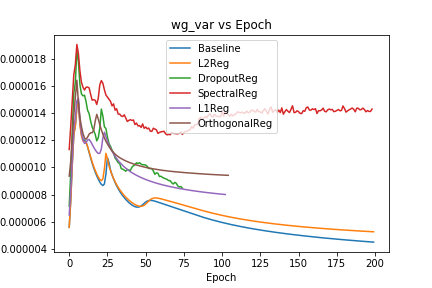 wg_var vs Epoch
0.000018
0.000016
0.000014
0.000012
0.000010
0.000008
0.000006
0.000004
Baseline
L2Reg
DropoutReg
SpectralReg
L1Reg
OrthogonalReg
0 25 50 75 100 125 150 175 200
Epoch